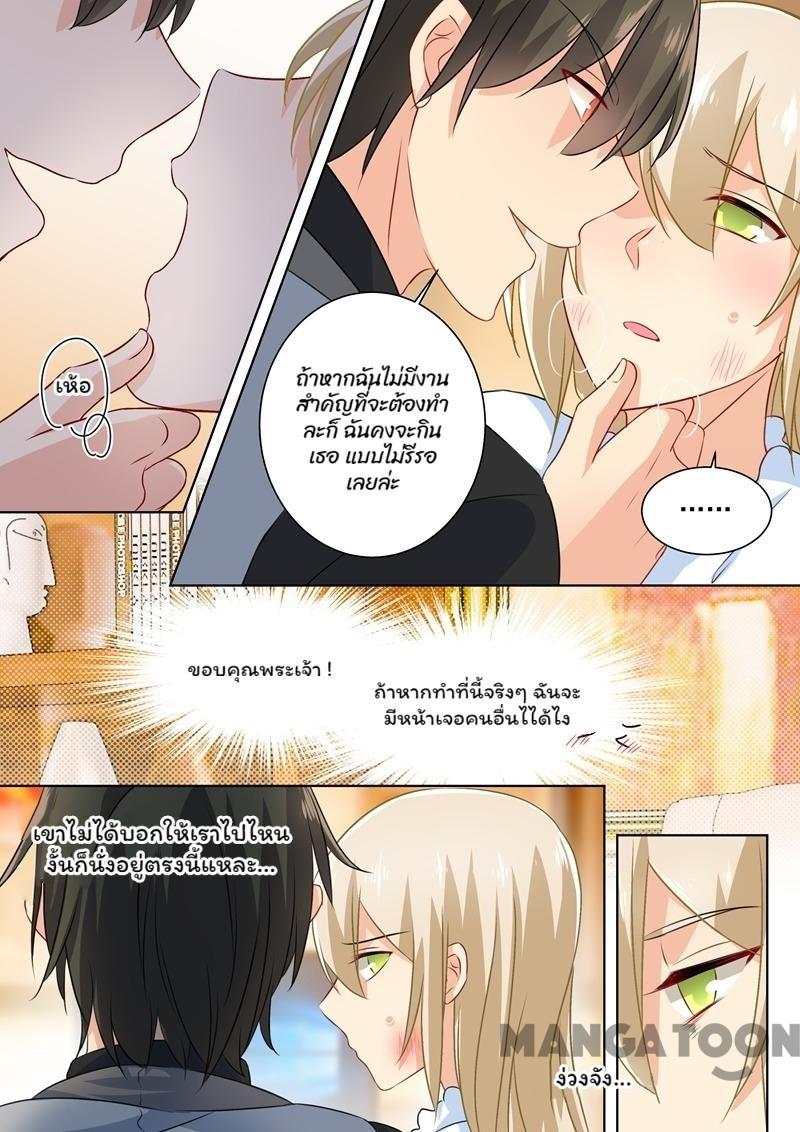 เห้อ
ถ้าหากฉันไม่มีงาน
สำคัญที่จะต้องทำ
ละก็ ฉันคงจะกิน
เธอ แบบไม่รีรอ
เลยล่ะ
......
PHOTOSHOP
ขอบคุณพระเจ้า !
ถ้าหากทำที่นี้จริงๆ ฉันจะ
มีหน้าเจอคนอื่นไได้ไง
เขาไม่ได้บอกให้เราไปไหน
งั้นก็นั่งอยู่ตรงนี้แหละ...
ง่วงจัง...
MANGATOON